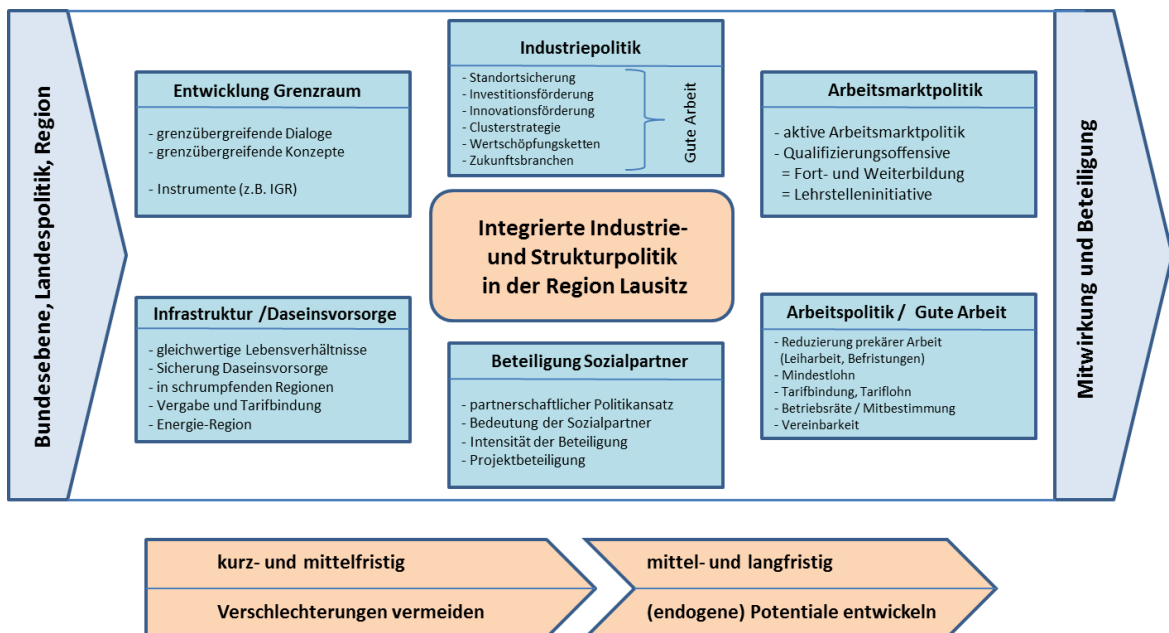 Bundesebene, Landespolitik, Region
Entwicklung Grenzraum
- grenzübergreifende Dialoge
- grenzübergreifende Konzepte
- Instrumente (z.B. IGR)
Industriepolitik
- Standortsicherung
- Investitionsförderung
- Innovationsförderung
- Clusterstrategie
- Wertschöpfungsketten
- Zukunftsbranchen
Gute Arbeit
Arbeitsmarktpolitik
- aktive Arbeitsmarktpolitik
- Qualifizierungsoffensive
= Fort- und Weiterbildung
= Lehrstelleninitiative
Integrierte Industrie-
und Strukturpolitik
in der Region Lausitz
Infrastruktur /Daseinsvorsorge
- gleichwertige Lebensverhältnisse
- Sicherung Daseinsvorsorge
- in schrumpfenden Regionen
- Vergabe und Tarifbindung
- Energie-Region
Beteiligung Sozialpartner
- partnerschaftlicher Politikansatz
- Bedeutung der Sozialpartner
- Intensität der Beteiligung
- Projektbeteiligung
Arbeitspolitik / Gute Arbeit
- Reduzierung prekärer Arbeit
(Leiharbeit, Befristungen)
- Mindestlohn
- Tarifbindung, Tariflohn
- Betriebsräte / Mitbestimmung
- Vereinbarkeit
Mitwirkung und Beteiligung
kurz- und mittelfristig
Verschlechterungen vermeiden
mittel- und langfristig
(endogene) Potentiale entwickeln